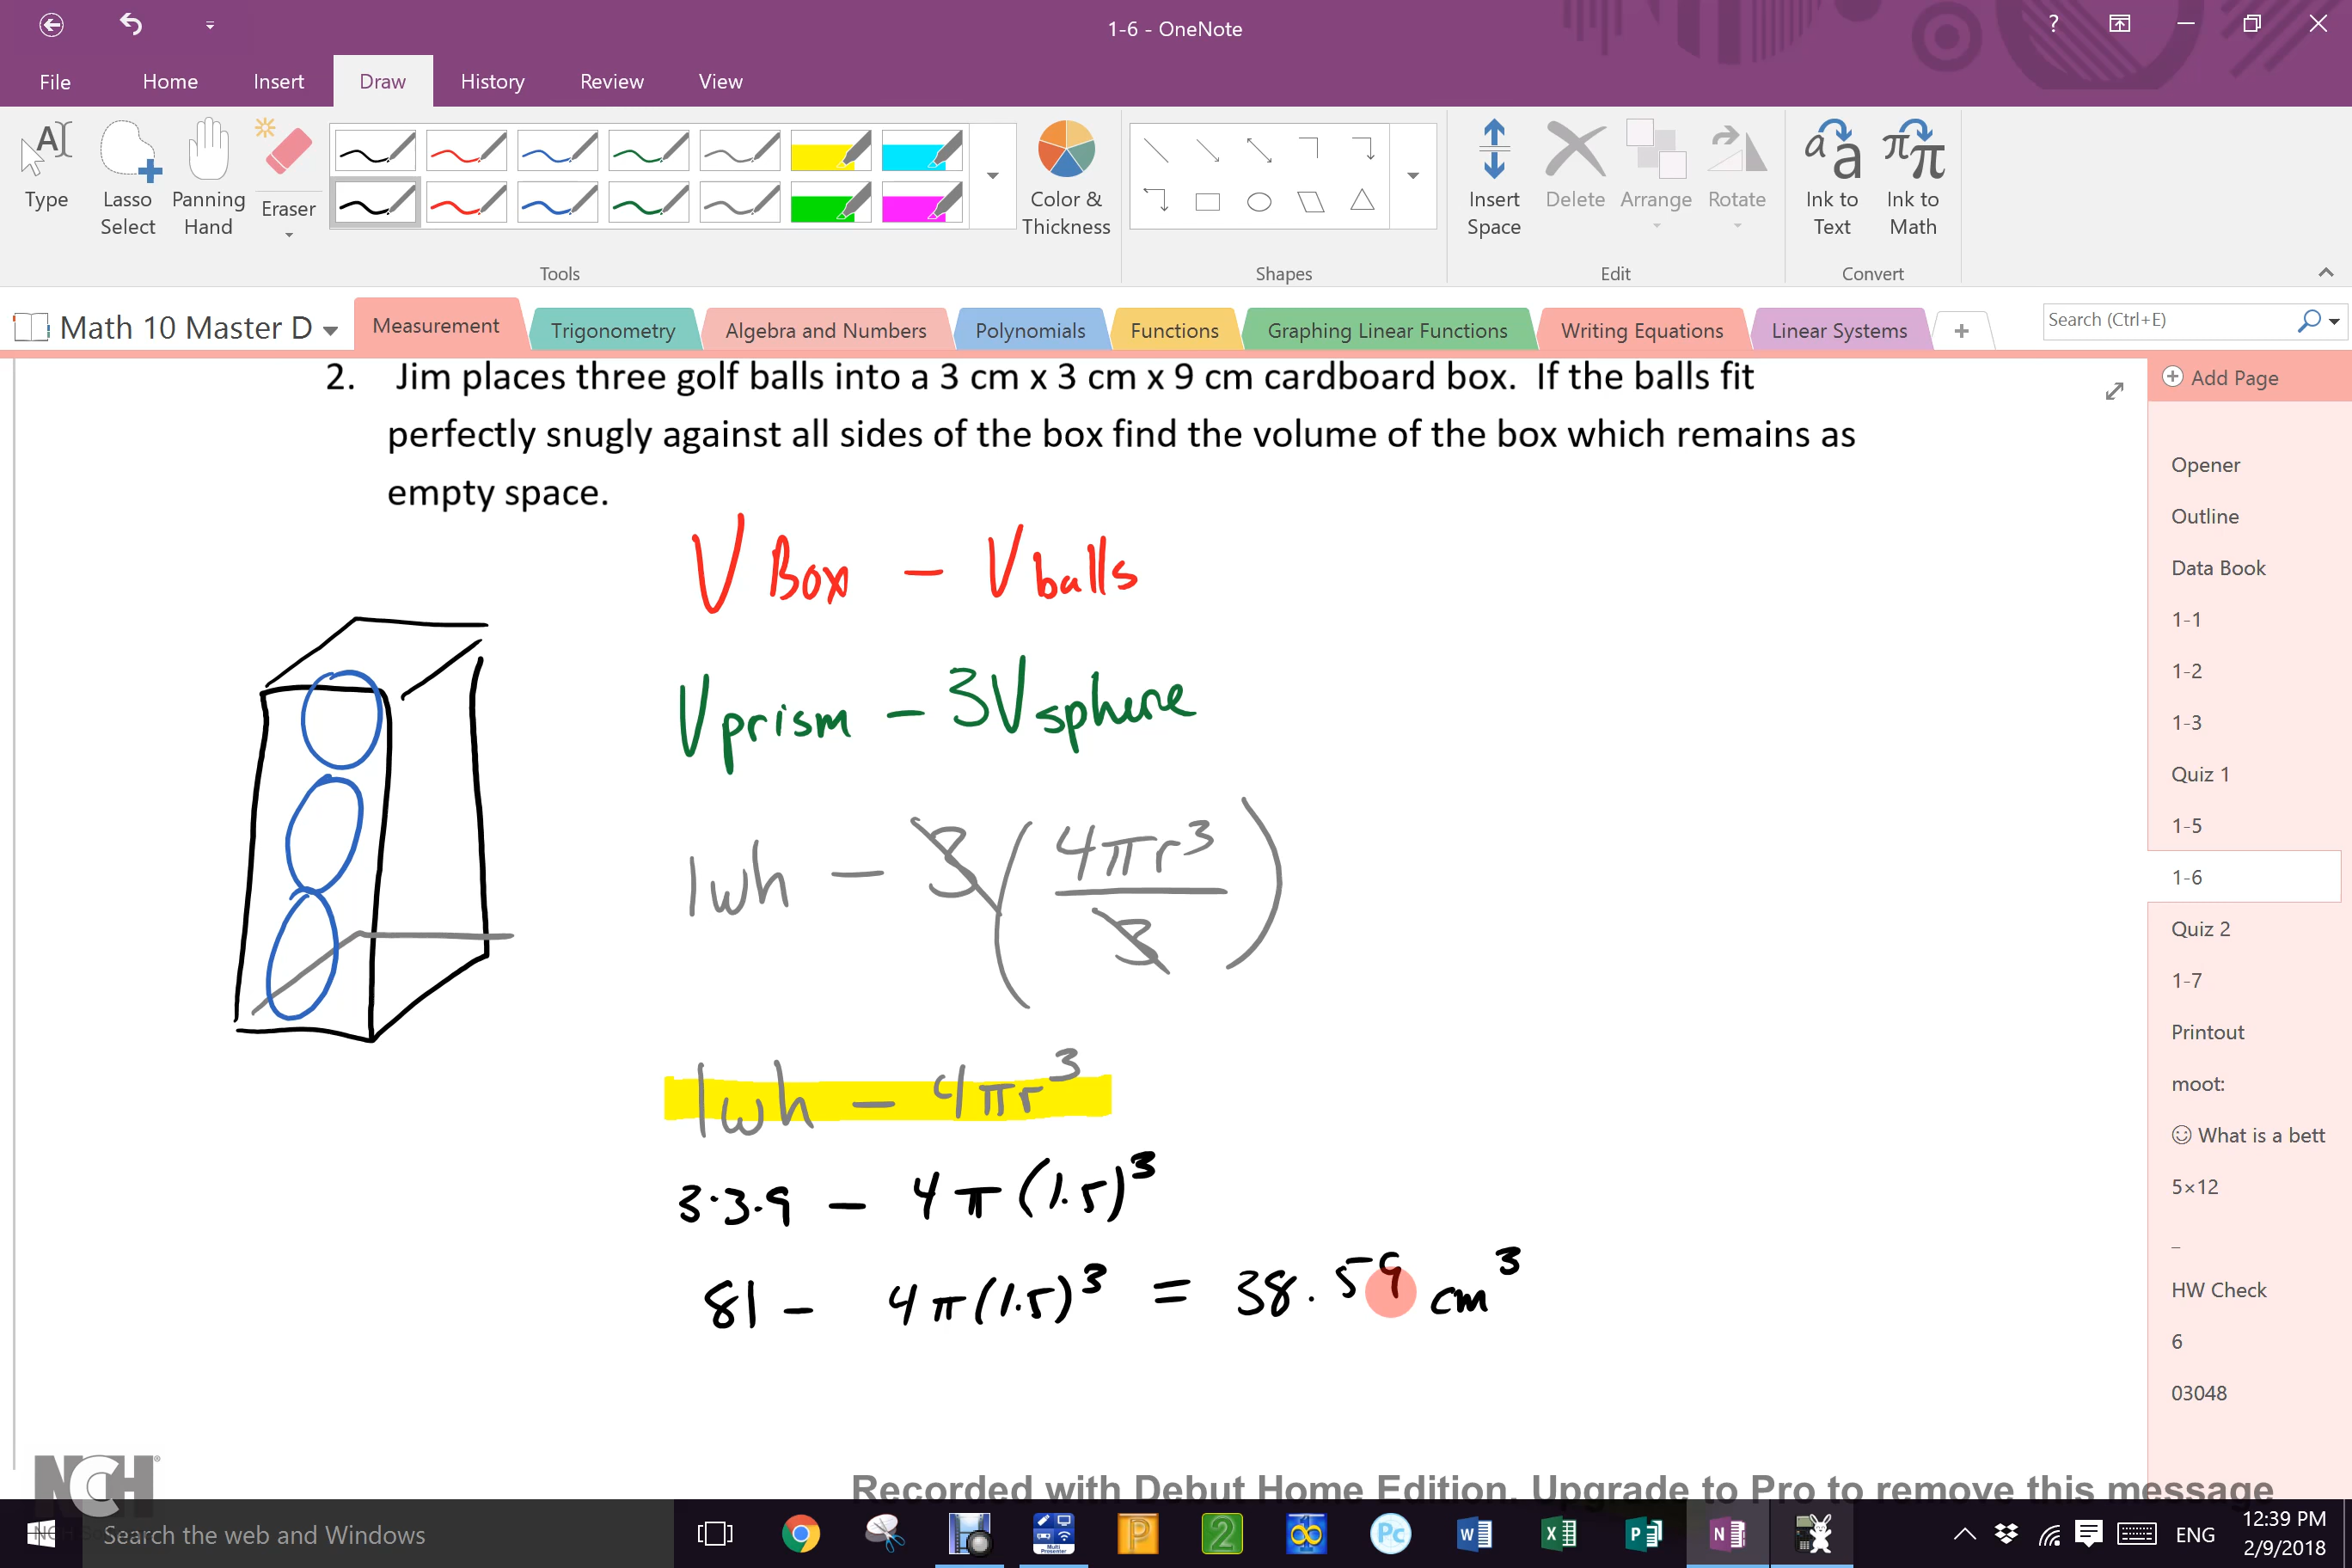 1-6 - OneNote
?
File Home Insert Draw History Review View
Type
Lasso Select
Panning Hand
Eraser
Color & Thickness
Insert Space
Delete
Arrange
Rotate
Ink to Text
Ink to Math
Tools Shapes Edit Convert
Math 10 Master D
Measurement Trigonometry Algebra and Numbers Polynomials Functions Graphing Linear Functions Writing Equations Linear Systems +
Search (Ctrl+E)
2. Jim places three golf balls into a 3 cm x 3 cm x 9 cm cardboard box. If the balls fit
perfectly snugly against all sides of the box find the volume of the box which remains as
empty space.
V Box - V balls
V prism - 3V sphere
lwh - 3(4πr³/3)
lwh - 4πr³
3·3·9 - 4π(1.5)³
81 - 4π(1.5)³ = 38.59 cm³
Add Page
Opener
Outline
Data Book
1-1
1-2
1-3
Quiz 1
1-5
1-6
Quiz 2
1-7
Printout
moot:
☺ What is a bett
5×12
_
HW Check
6
03048
NCH
Recorded with Debut Home Edition. Upgrade to Pro to remove this message
Search the web and Windows
ENG
12:39 PM
2/9/2018